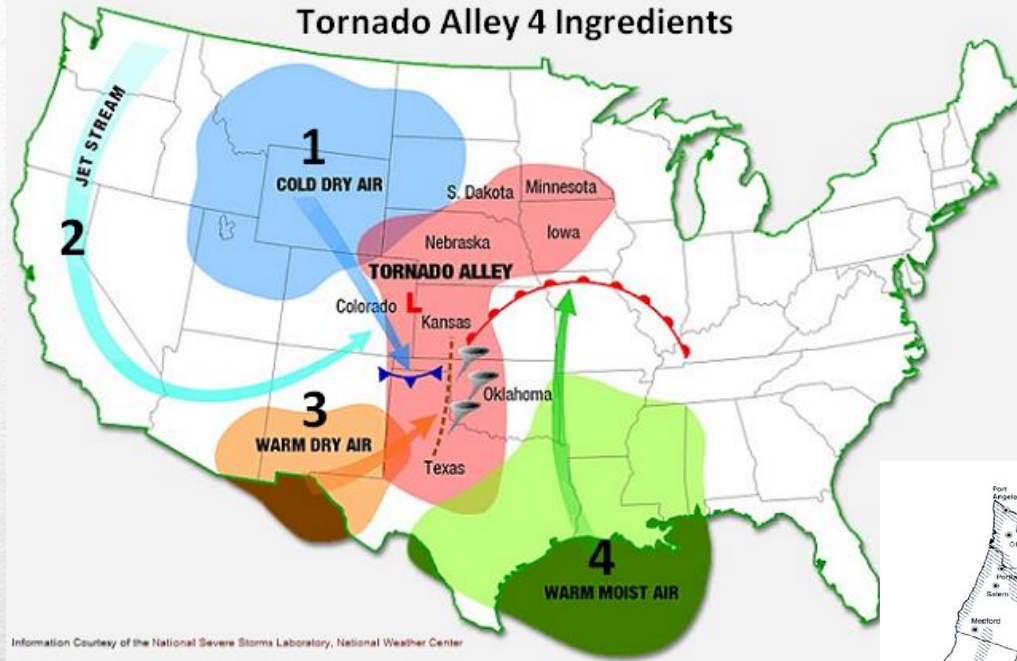 Tornado Alley 4 Ingredients
JET STREAM
1
COLD DRY AIR
2
S. Dakota
Minnesota
Nebraska
Iowa
TORNADO ALLEY
Colorado
L
Kansas
3
WARM DRY AIR
Oklahoma
Texas
4
WARM MOIST AIR
Information Courtesy of the National Severe Storms Laboratory, National Weather Center
Port
Salem
Medford